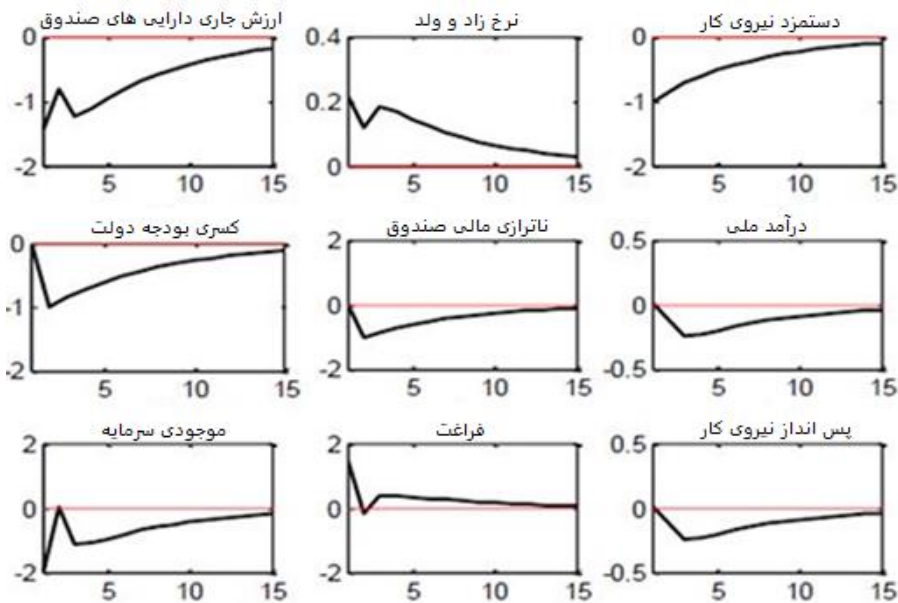 ارزش جاری دارایی های صندوق
نرخ زاد و ولد
دستمزد نیروی کار
0
-1
-2
5 10 15
0.4
0.2
0
5 10 15
0
-1
-2
5 10 15
کسری بودجه دولت
ناترازی مالی صندوق
درآمد ملی
0
-1
-2
5 10 15
2
0
-2
5 10 15
0.5
0
-0.5
5 10 15
موجودی سرمایه
فراغت
پس انداز نیروی کار
2
0
-2
5 10 15
2
0
-2
5 10 15
0.5
0
-0.5
5 10 15